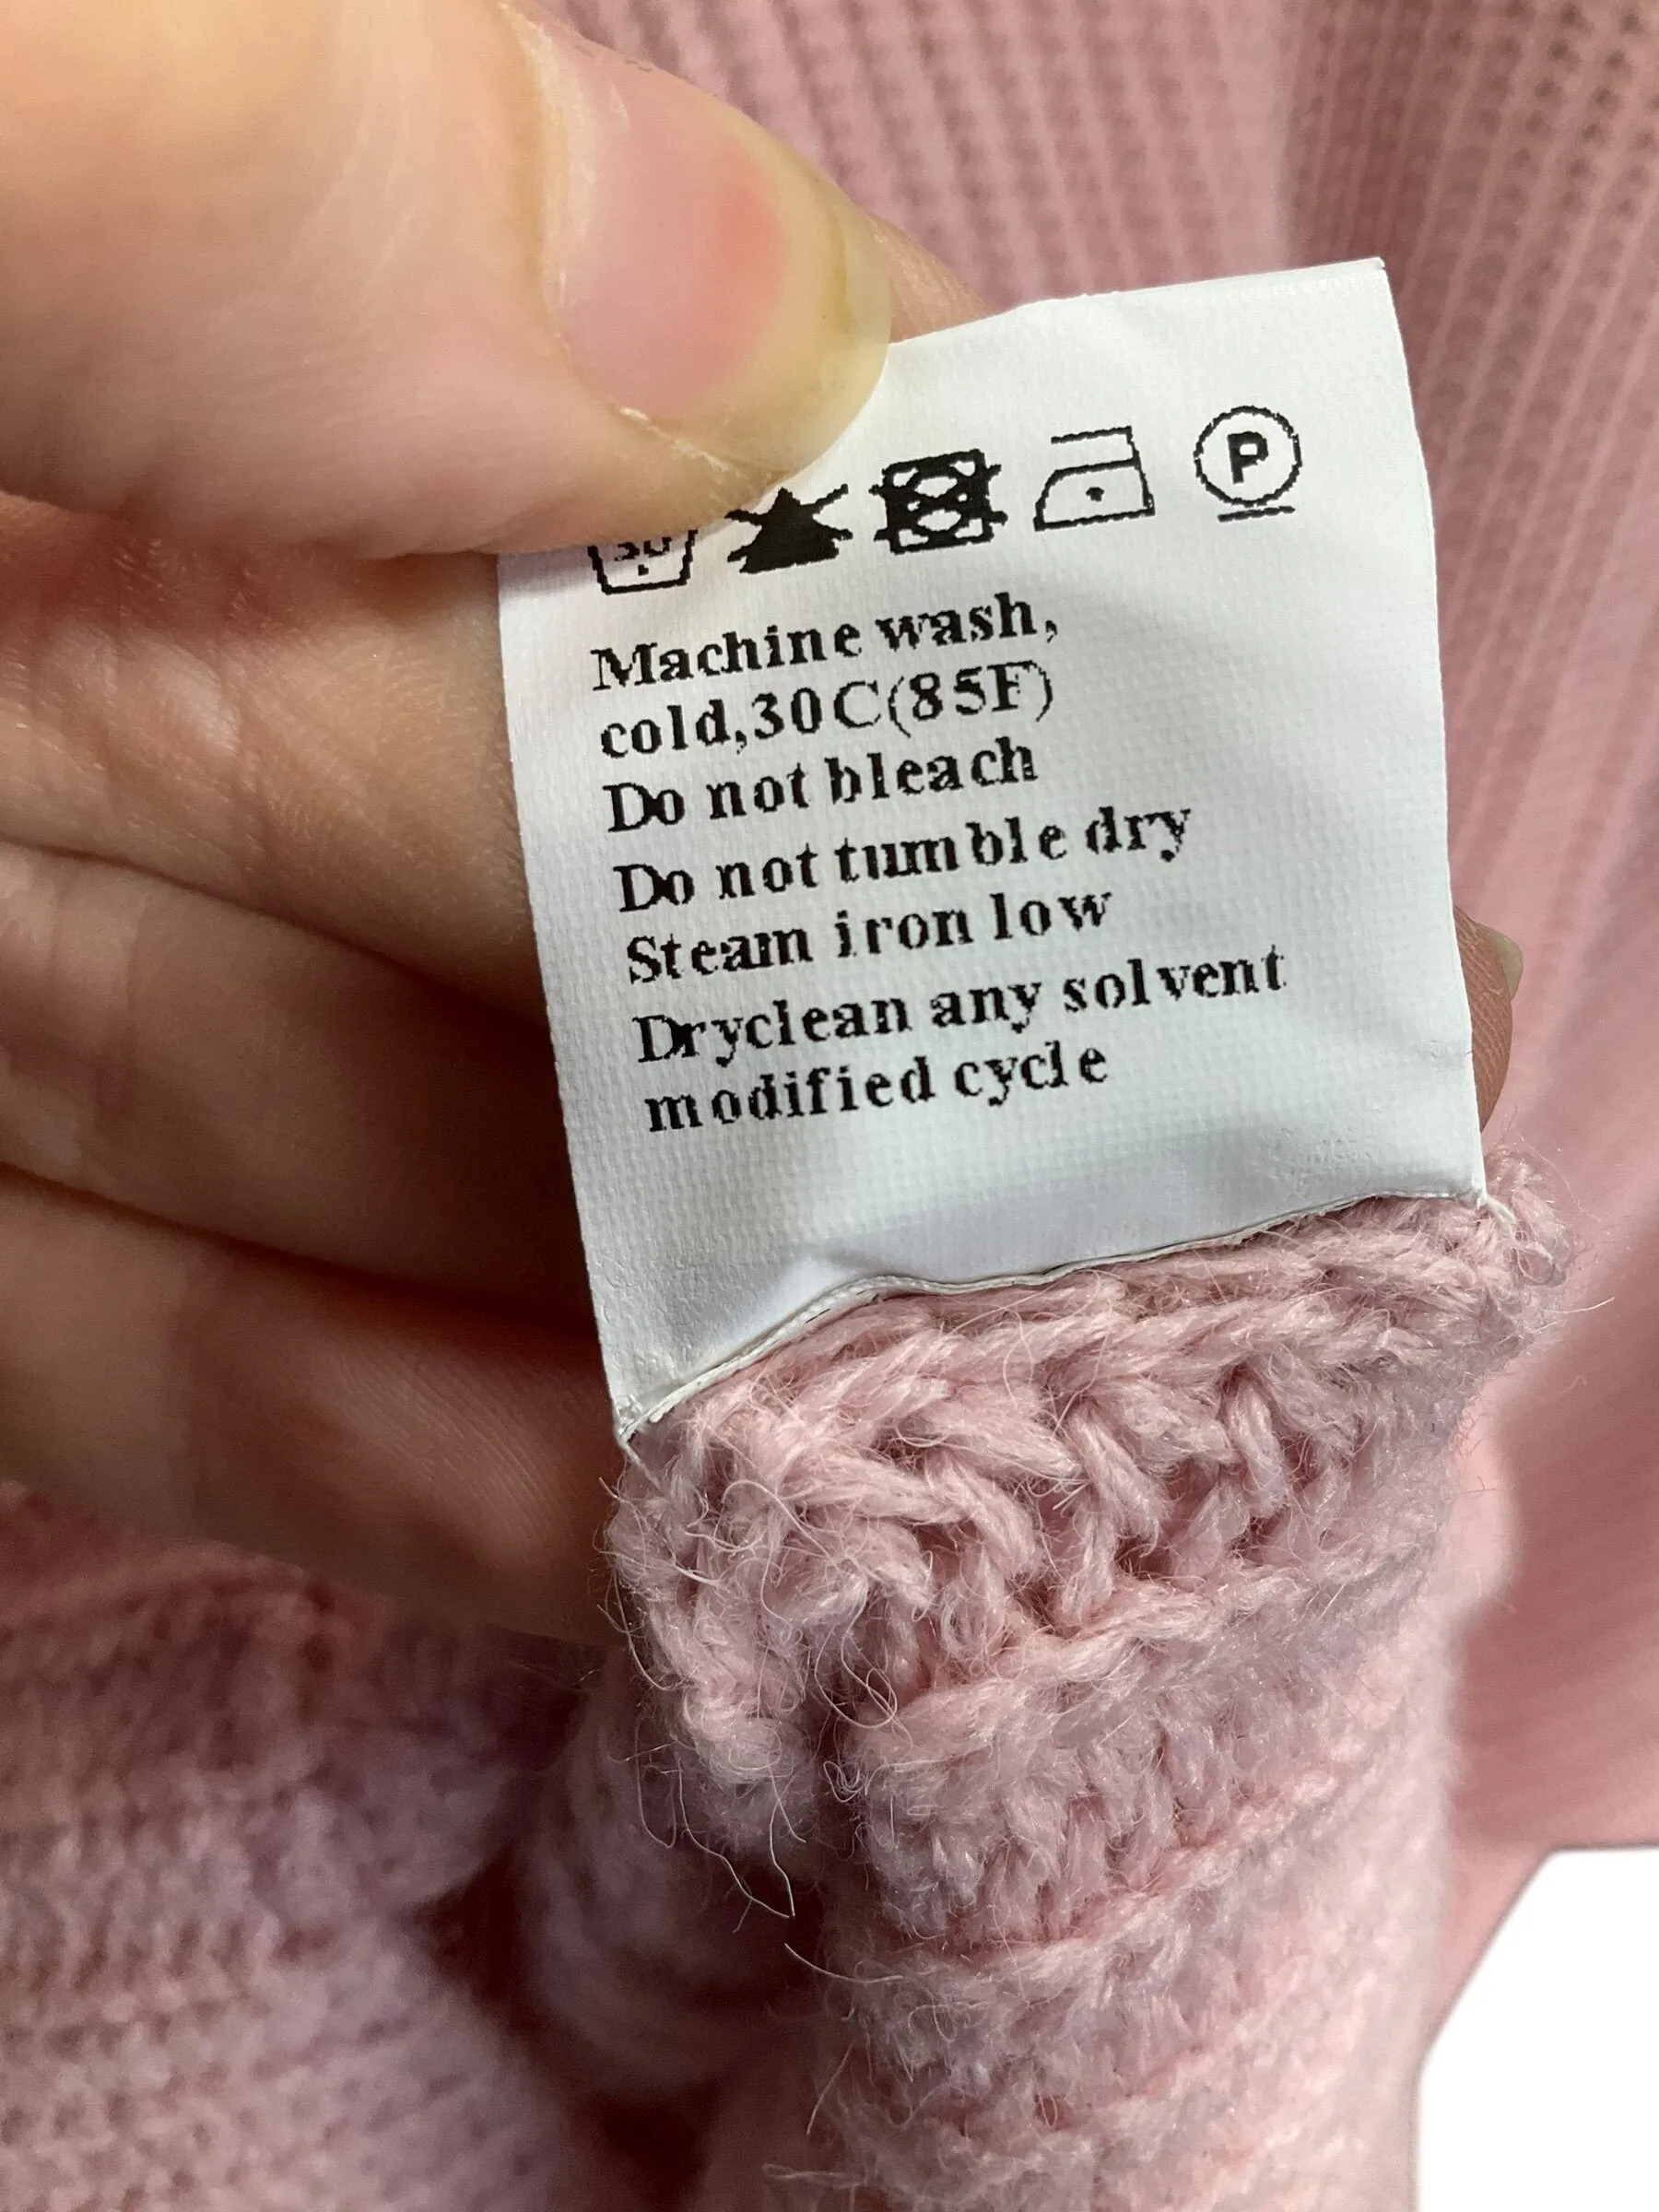 30 P
Machine wash,
cold,30C(85F)
Do not bleach
Do not tumble dry
Steam iron low
Dryclean any solvent
modified cycle